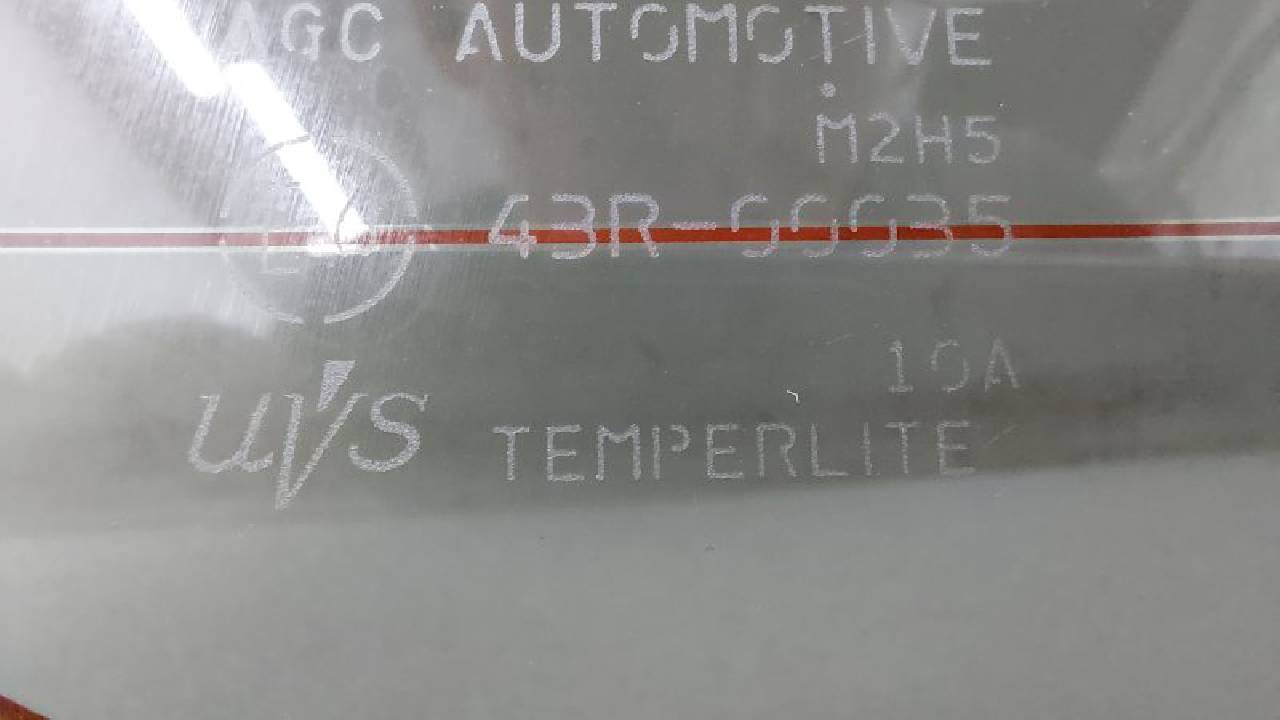 AGC AUTOMOTIVE
M2H5
43R-00035
10A
uVs TEMPERLITE